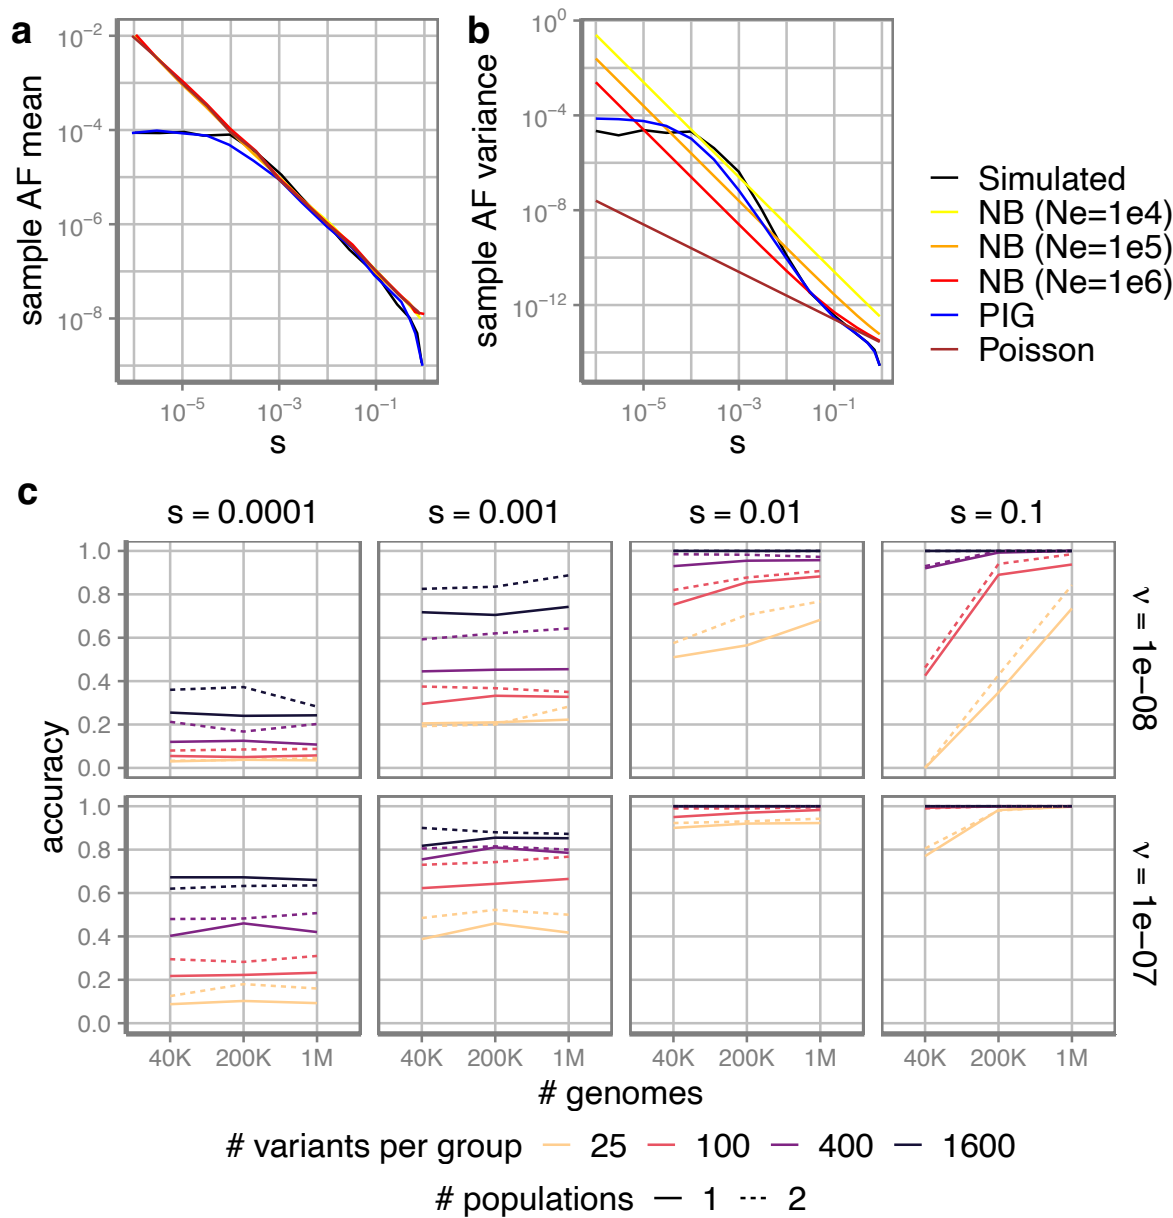 a
b
sample AF mean
10⁻²
10⁻⁴
10⁻⁶
10⁻⁸
10⁻⁵
10⁻³
10⁻¹
s
sample AF variance
10⁰
10⁻⁴
10⁻⁸
10⁻¹²
10⁻⁵
10⁻³
10⁻¹
s
Simulated
NB (Ne=1e4)
NB (Ne=1e5)
NB (Ne=1e6)
PIG
Poisson
c
s = 0.0001
s = 0.001
s = 0.01
s = 0.1
accuracy
1.0
0.8
0.6
0.4
0.2
0.0
ν = 1e−08
1.0
0.8
0.6
0.4
0.2
0.0
ν = 1e−07
40K 200K 1M
40K 200K 1M
40K 200K 1M
40K 200K 1M
# genomes
# variants per group 25 100 400 1600
# populations 1 2